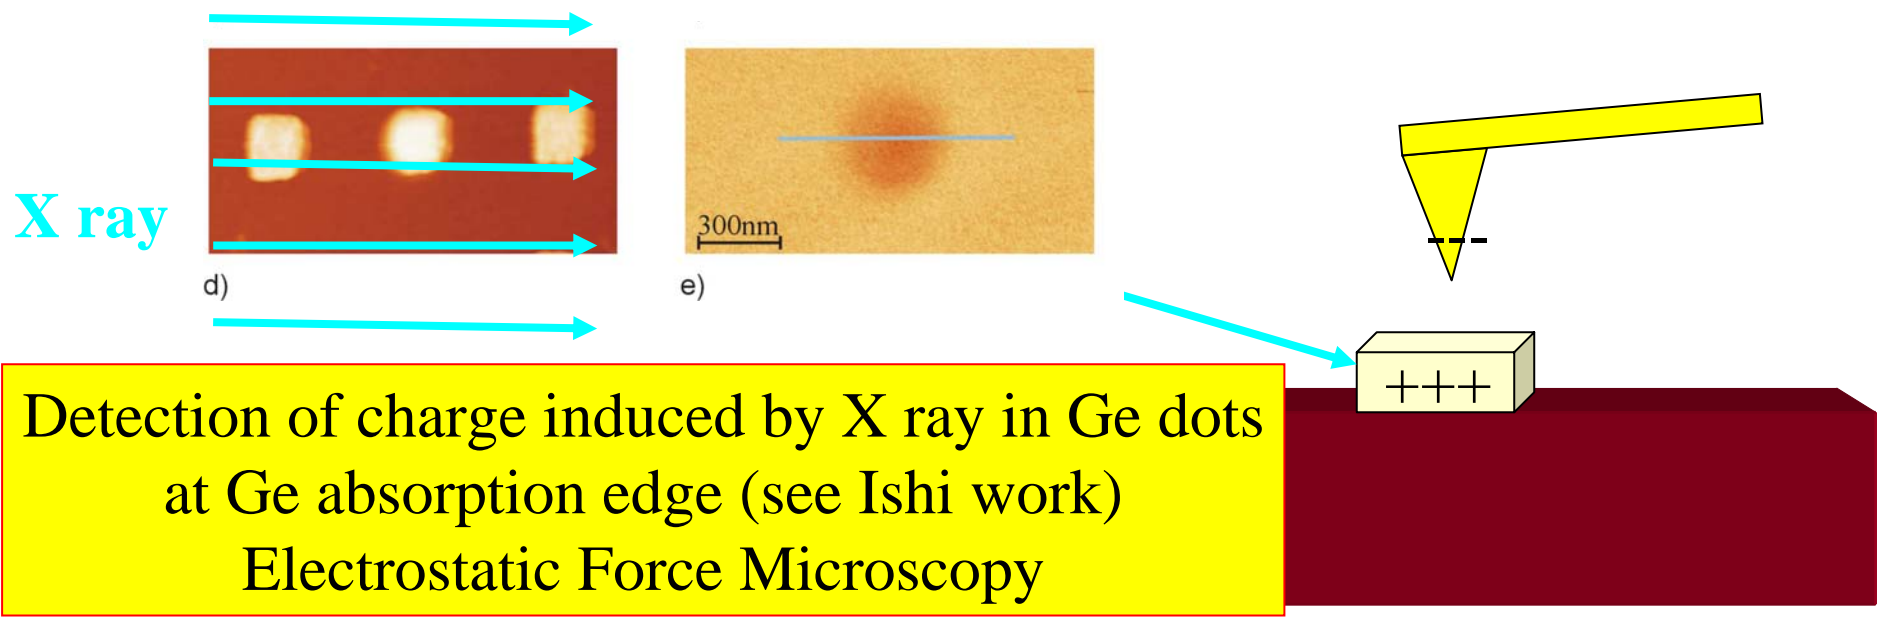 X ray
300nm
d)
e)
+++
Detection of charge induced by X ray in Ge dots
at Ge absorption edge (see Ishi work)
Electrostatic Force Microscopy